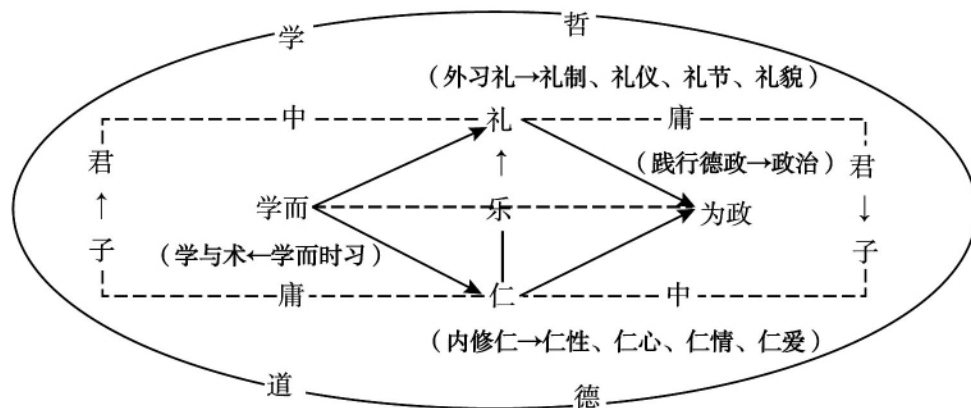 学 哲
(外习礼→礼制、礼仪、礼节、礼貌)
中 礼 庸
君 ↑ 君
(践行德政→政治)
↑ 学而 乐 为政 ↓
子 (学与术←学而时习) 子
庸 仁 中
(内修仁→仁性、仁心、仁情、仁爱)
道 德